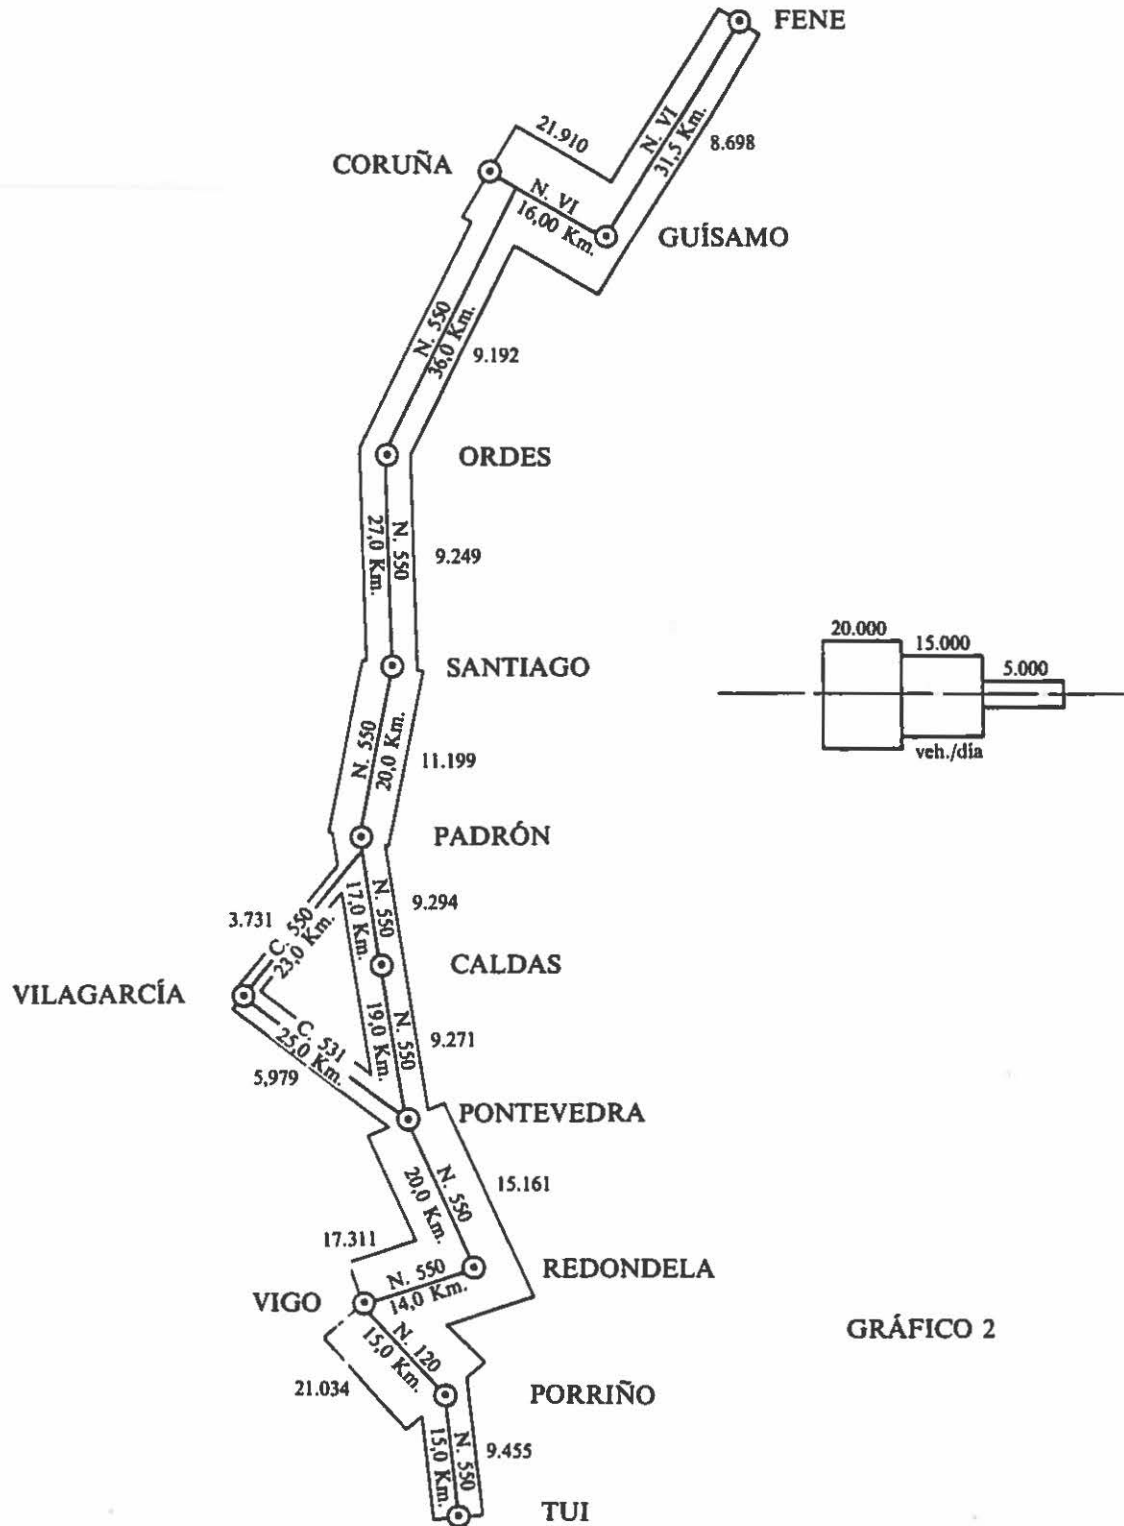 FENE
N. VI
31,5 Km.
8.698
21.910
CORUÑA
N. VI
16,00 Km.
GUÍSAMO
N. 550
36,0 Km.
9.192
ORDES
N. 550
27,0 Km.
9.249
SANTIAGO
20.000
15.000
5.000
veh./día
N. 550
20,0 Km.
11.199
PADRÓN
N. 550
17,0 Km.
9.294
3.731
C. 550
23,0 Km.
CALDAS
VILAGARCÍA
N. 550
19,0 Km.
9.271
C. 531
25,0 Km.
5,979
PONTEVEDRA
N. 550
20,0 Km.
15.161
17.311
N. 550
14,0 Km.
REDONDELA
VIGO
GRÁFICO 2
N. 120
15,0 Km.
21.034
PORRIÑO
N. 550
15,0 Km.
9.455
TUI